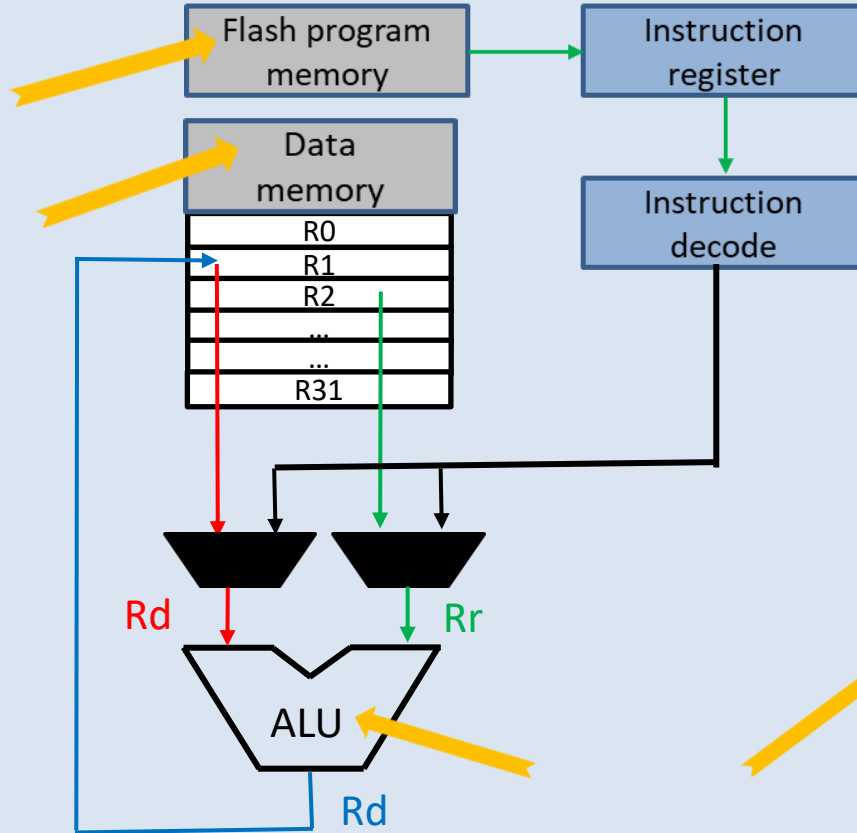 Flash program
memory
Instruction
register
Data
memory
Instruction
decode
R0
R1
R2
...
...
R31
Rd
Rr
ALU
Rd